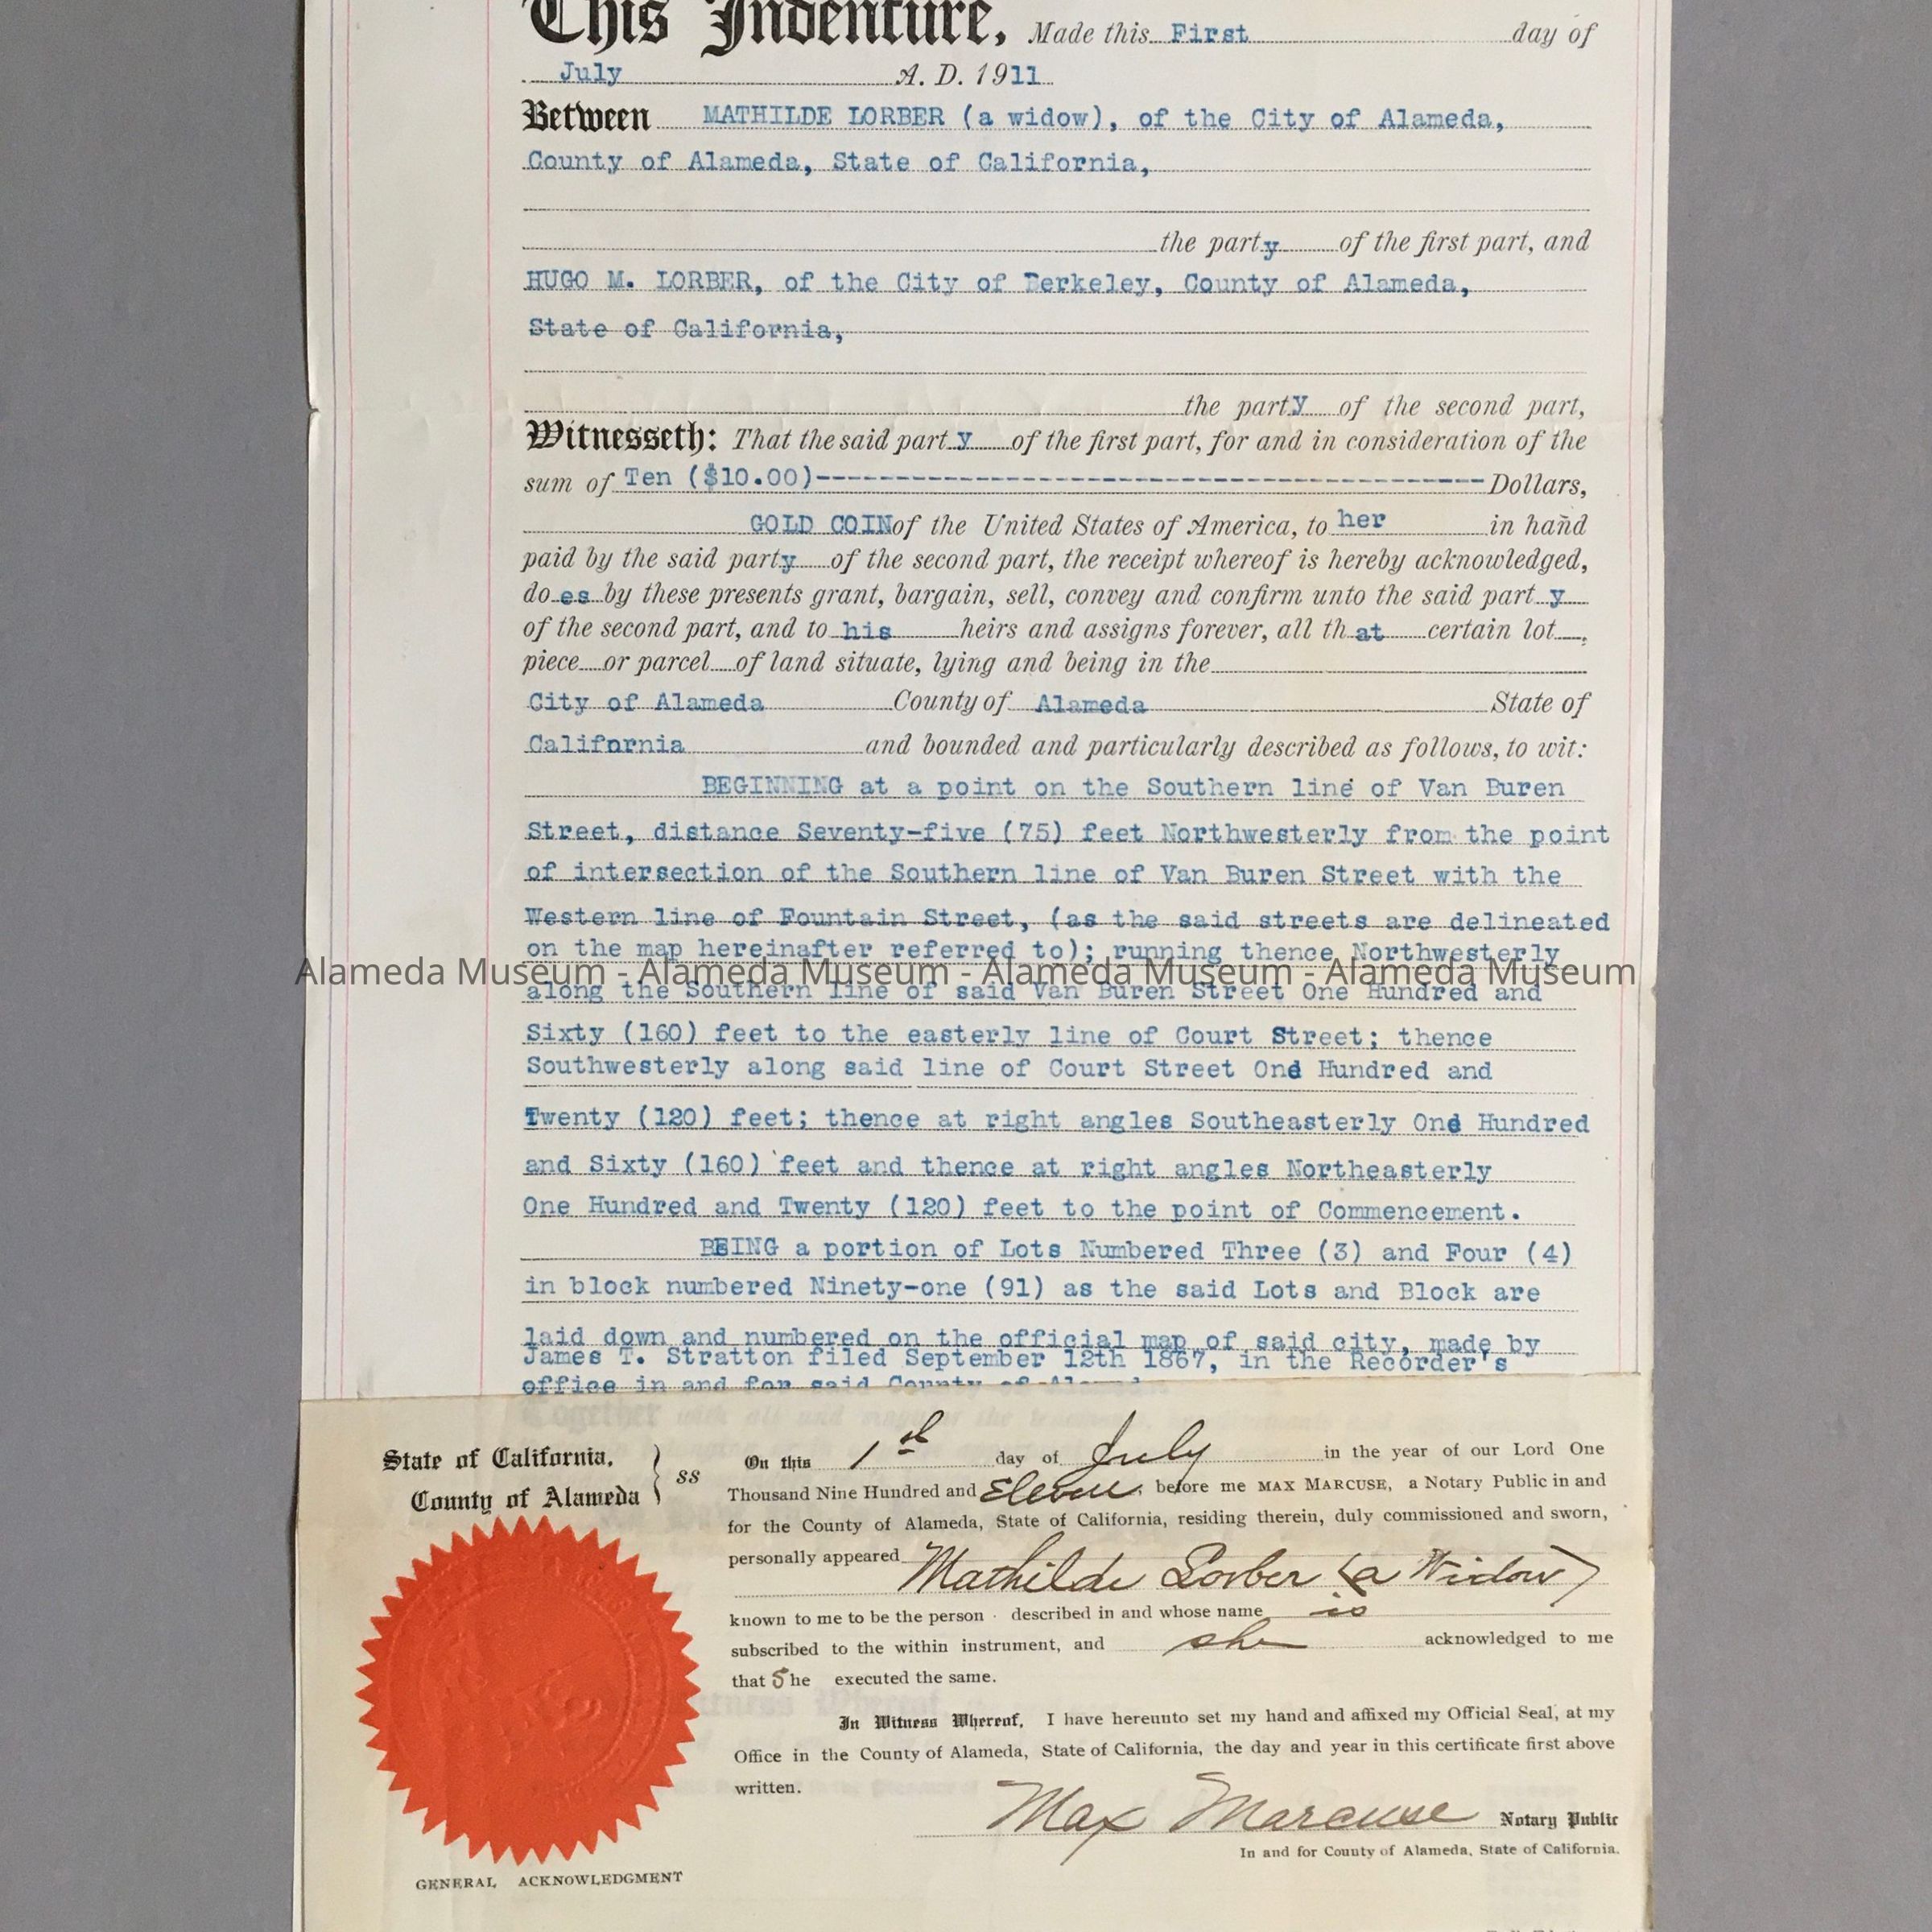 This Indenture, Made this First day of
July A. D. 1911
Between MATHILDE LORBER (a widow), of the City of Alameda,
County of Alameda, State of California,
the party of the first part, and
HUGO M. LORBER, of the City of Berkeley, County of Alameda,
State of California,
the party of the second part,
Witnesseth: That the said party of the first part, for and in consideration of the
sum of Ten ($10.00)---------------------------------------------Dollars,
GOLD COIN of the United States of America, to her in hand
paid by the said party of the second part, the receipt whereof is hereby acknowledged,
does by these presents grant, bargain, sell, convey and confirm unto the said party
of the second part, and to his heirs and assigns forever, all that certain lot ,
piece or parcel of land situate, lying and being in the
City of Alameda County of Alameda State of
California and bounded and particularly described as follows, to wit:
BEGINNING at a point on the Southern line of Van Buren
Street, distance Seventy-five (75) feet Northwesterly from the point
of intersection of the Southern line of Van Buren Street with the
Western line of Fountain Street, (as the said streets are delineated
on the map hereinafter referred to); running thence Northwesterly
Alameda Museum - Alameda Museum - Alameda Museum - Alameda Museum
along the Southern line of said Van Buren Street One Hundred and
Sixty (160) feet to the easterly line of Court Street; thence
Southwesterly along said line of Court Street One Hundred and
Twenty (120) feet; thence at right angles Southeasterly One Hundred
and Sixty (160) feet and thence at right angles Northeasterly
One Hundred and Twenty (120) feet to the point of Commencement.
BEING a portion of Lots Numbered Three (3) and Four (4)
in block numbered Ninety-one (91) as the said Lots and Block are
laid down and numbered on the official map of said city, made by
James T. Stratton filed September 12th 1867, in the Recorder's
office in and for said County of Alameda.
State of California,
County of Alameda } ss
On this 1st day of July in the year of our Lord One
Thousand Nine Hundred and Eleven, before me MAX MARCUSE, a Notary Public in and
for the County of Alameda, State of California, residing therein, duly commissioned and sworn,
personally appeared
Mathilde Lorber (a Widow)
known to me to be the person described in and whose name is
subscribed to the within instrument, and she acknowledged to me
that She executed the same.
In Witness Whereof, I have hereunto set my hand and affixed my Official Seal, at my
Office in the County of Alameda, State of California, the day and year in this certificate first above
written.
Max Marcuse Notary Public
In and for County of Alameda, State of California.
GENERAL ACKNOWLEDGMENT